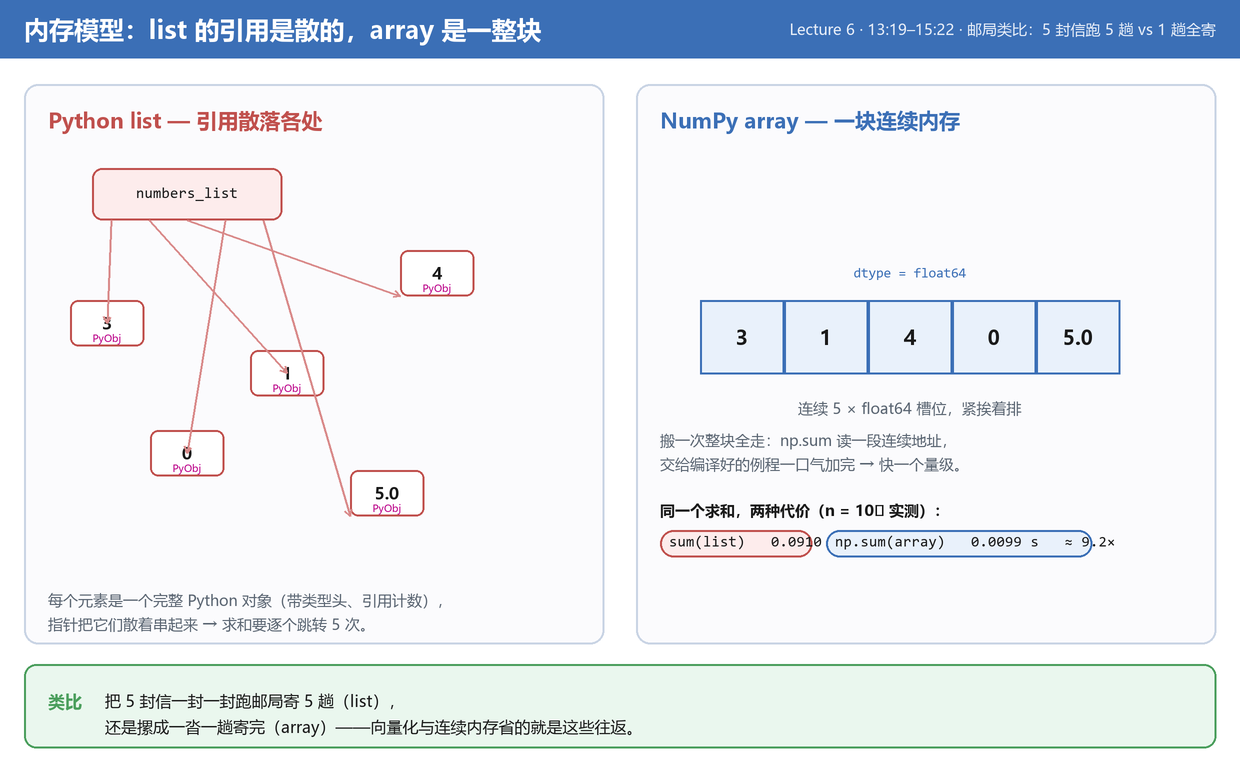 内存模型：list 的引用是散的，array 是一整块
Lecture 6 · 13:19–15:22 · 邮局类比：5 封信跑 5 趟 vs 1 趟全寄
Python list — 引用散落各处
numbers_list
4
PyObj
3
PyObj
1
PyObj
0
PyObj
5.0
PyObj
每个元素是一个完整 Python 对象（带类型头、引用计数），
指针把它们散着串起来 → 求和要逐个跳转 5 次。
NumPy array — 一块连续内存
dtype = float64
3 1 4 0 5.0
连续 5 × float64 槽位，紧挨着排
搬一次整块全走：np.sum 读一段连续地址，
交给编译好的例程一口气加完 → 快一个量级。
同一个求和，两种代价（n = 10▯ 实测）：
sum(list) 0.0910 np.sum(array) 0.0099 s ≈ 9.2×
类比 把 5 封信一封一封跑邮局寄 5 趟（list），
还是摞成一沓一趟寄完（array）——向量化与连续内存省的就是这些往返。